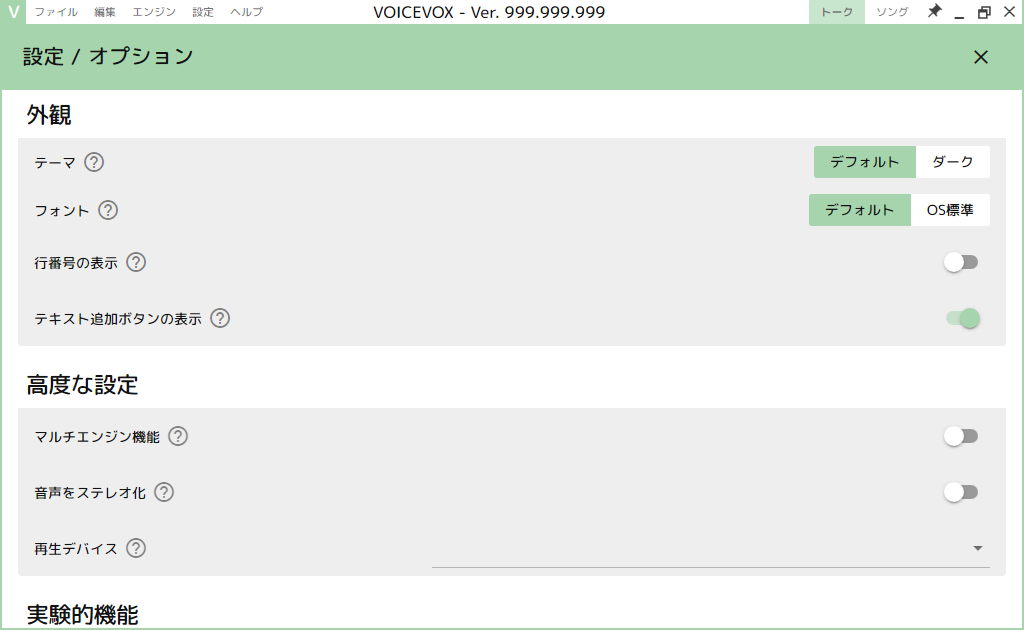 V ファイル 編集 エンジン 設定 ヘルプ VOICEVOX - Ver. 999.999.999 トーク ソング
設定 / オプション
外観
テーマ ? デフォルト ダーク
フォント ? デフォルト OS標準
行番号の表示 ?
テキスト追加ボタンの表示 ?
高度な設定
マルチエンジン機能 ?
音声をステレオ化 ?
再生デバイス ?
実験的機能